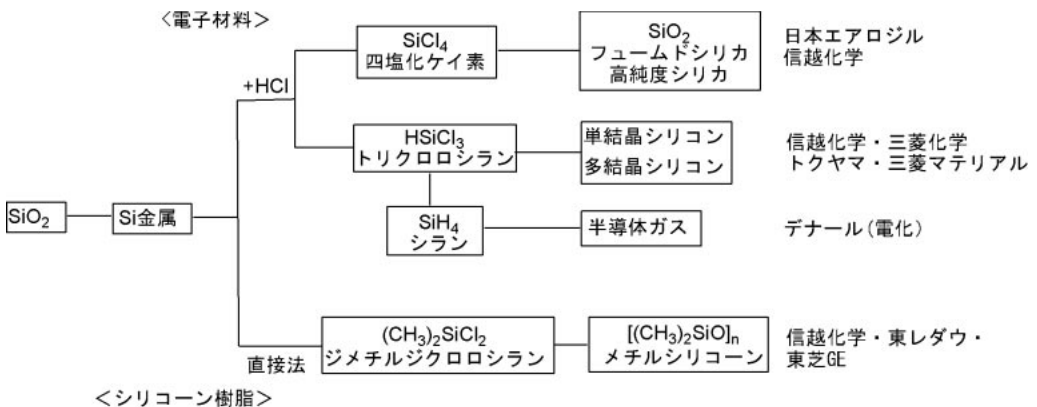 ＜電子材料＞
SiCl₄
四塩化ケイ素
SiO₂
フュームドシリカ
高純度シリカ
日本エアロジル
信越化学
+HCl
HSiCl₃
トリクロロシラン
単結晶シリコン
多結晶シリコン
信越化学・三菱化学
トクヤマ・三菱マテリアル
SiO₂
Si金属
SiH₄
シラン
半導体ガス
デナール(電化)
直接法
(CH₃)₂SiCl₂
ジメチルジクロロシラン
[(CH₃)₂SiO]ₙ
メチルシリコーン
信越化学・東レダウ・
東芝GE
＜シリコーン樹脂＞